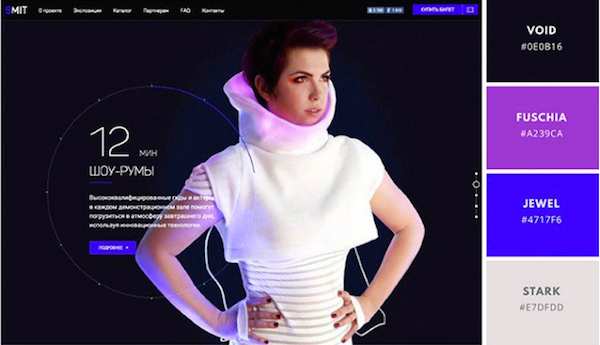 SMIT
О проекте
Экспозиция
Каталог
Партнерам
FAQ
Контакты
КУПИТЬ БИЛЕТ
12 мин
ШОУ-РУМЫ
Высококвалифицированные гиды и актеры
в каждом демонстрационном зале помогут
погрузиться в атмосферу завтрашнего дня,
используя инновационные технологии.
ПОДРОБНЕЕ
VOID
#0E0B16
FUSCHIA
#A239CA
JEWEL
#4717F6
STARK
#E7DFDD